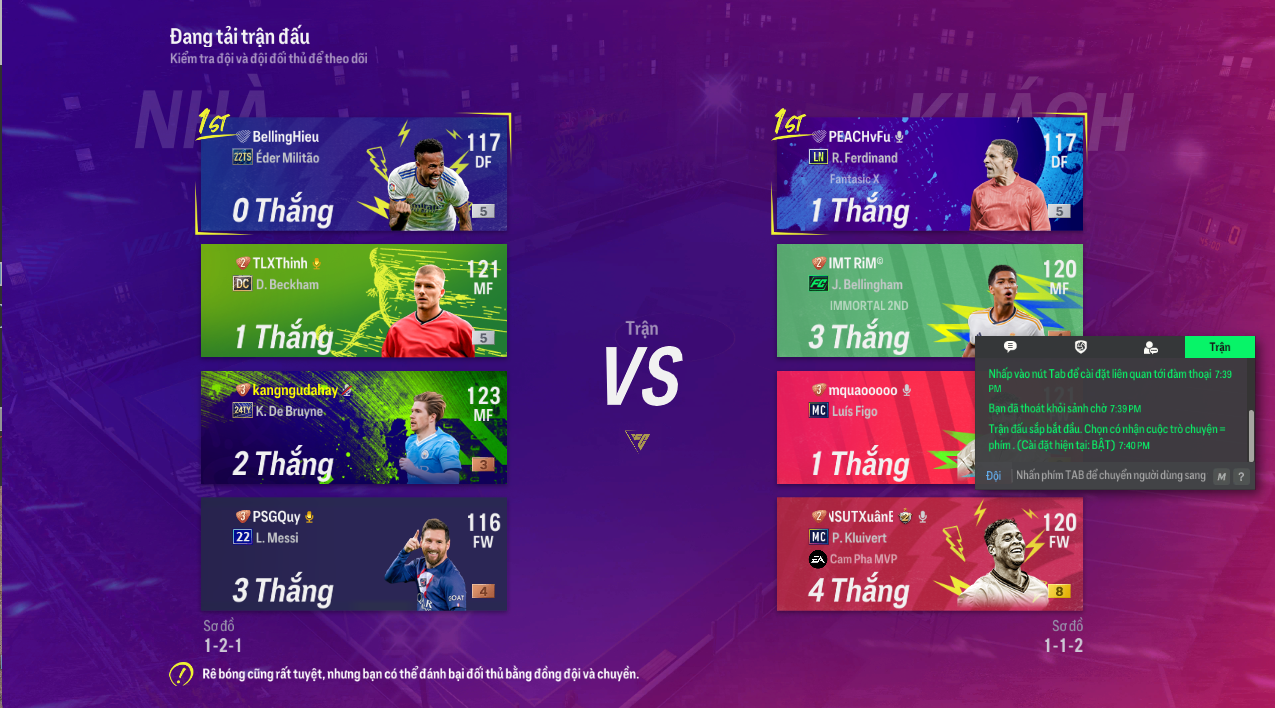 Đang tải trận đấu
Kiểm tra đội và đội đối thủ để theo dõi
NHÀ
KHÁCH
1ST
BellingHieu
22TS Éder Militão
117
DF
0 Thắng
5
TLXThinh
DC D. Beckham
121
MF
1 Thắng
5
kangngudahay
24TY K. De Bruyne
123
MF
2 Thắng
3
PSGQuy
22 L. Messi
116
FW
3 Thắng
4
Sơ đồ
1-2-1
Trận
VS
1ST
PEACHvFu
LN R. Ferdinand
Fantasic X
117
DF
1 Thắng
5
2 IMT RiM
FC J. Bellingham
IMMORTAL 2ND
120
MF
3 Thắng
3 mquaooooo
MC Luís Figo
1 Thắng
2 NSUTXuânE
MC P. Kluivert
EA Cam Pha MVP
120
FW
4 Thắng
8
Sơ đồ
1-1-2
Trận
Nhấp vào nút Tab để cài đặt liên quan tới đàm thoại 7:39
PM
Bạn đã thoát khỏi sảnh chờ 7:39 PM
Trận đấu sắp bắt đầu. Chọn có nhận cuộc trò chuyện =
phím . (Cài đặt hiện tại: BẬT) 7:40 PM
Đội Nhấn phím TAB để chuyển người dùng sang M ?
Rê bóng cũng rất tuyệt, nhưng bạn có thể đánh bại đối thủ bằng đồng đội và chuyền.